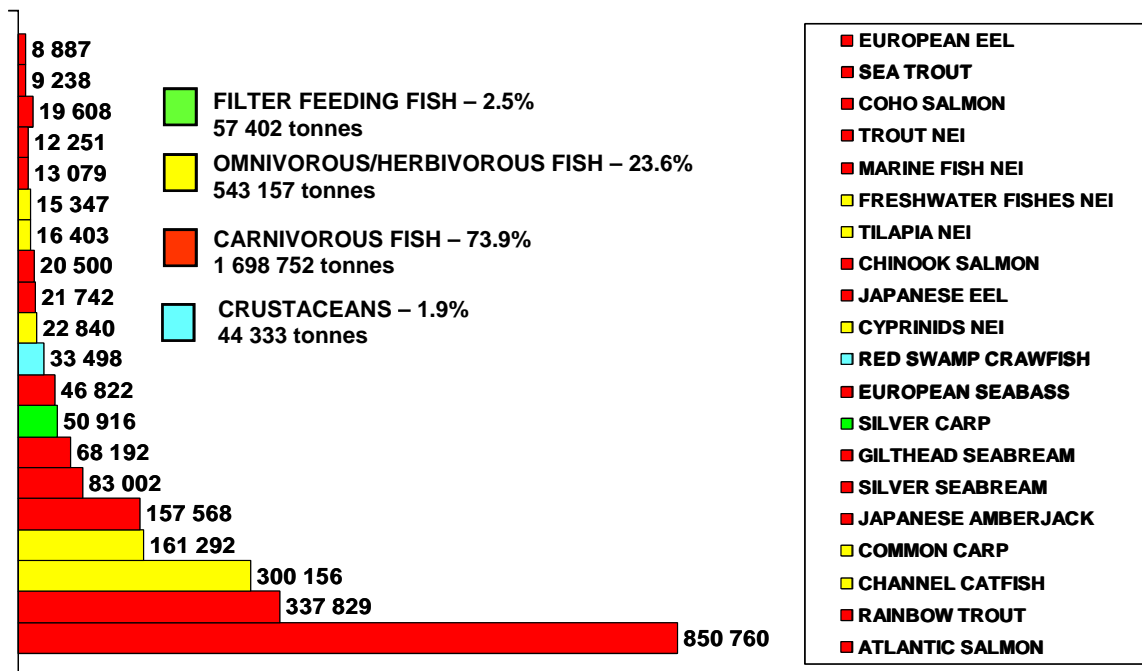 8 887
9 238
19 608
12 251
13 079
15 347
16 403
20 500
21 742
22 840
33 498
46 822
50 916
68 192
83 002
157 568
161 292
300 156
337 829
850 760
FILTER FEEDING FISH – 2.5%
57 402 tonnes
OMNIVOROUS/HERBIVOROUS FISH – 23.6%
543 157 tonnes
CARNIVOROUS FISH – 73.9%
1 698 752 tonnes
CRUSTACEANS – 1.9%
44 333 tonnes
EUROPEAN EEL
SEA TROUT
COHO SALMON
TROUT NEI
MARINE FISH NEI
FRESHWATER FISHES NEI
TILAPIA NEI
CHINOOK SALMON
JAPANESE EEL
CYPRINIDS NEI
RED SWAMP CRAWFISH
EUROPEAN SEABASS
SILVER CARP
GILTHEAD SEABREAM
SILVER SEABREAM
JAPANESE AMBERJACK
COMMON CARP
CHANNEL CATFISH
RAINBOW TROUT
ATLANTIC SALMON